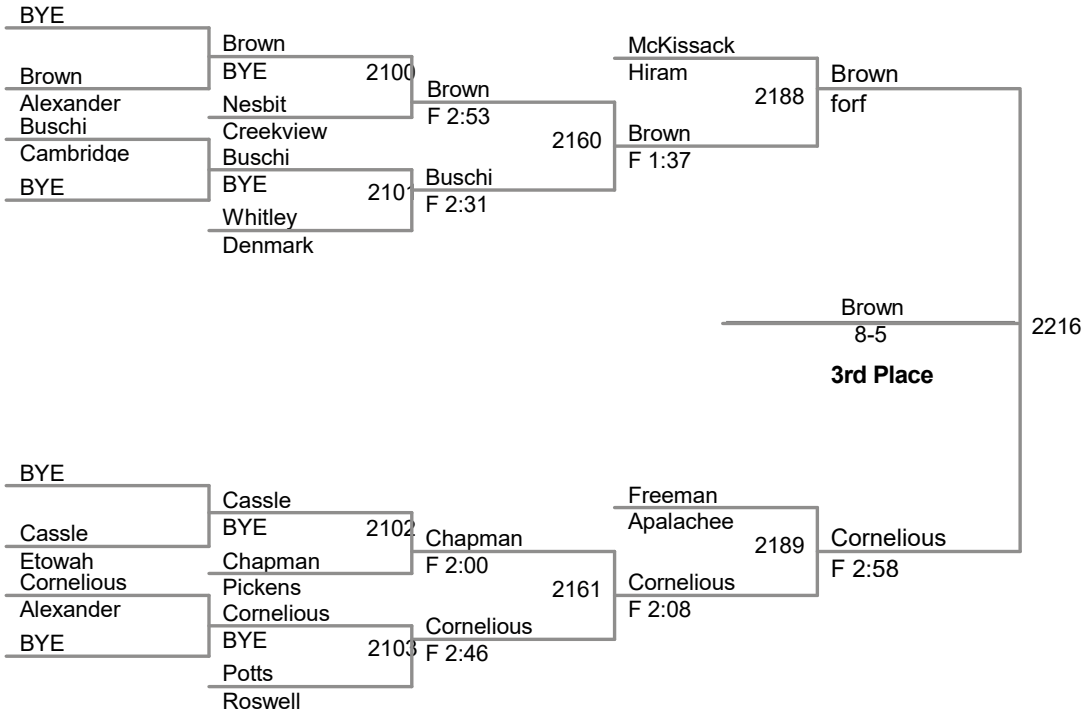 BYE
Brown
Alexander
Buschi
Cambridge
BYE
Brown
BYE
2100
Nesbit
Creekview
Buschi
BYE
2101
Whitley
Denmark
Brown
F 2:53
2160
Buschi
F 2:31
McKissack
Hiram
2188
Brown
F 1:37
Brown
forf
Brown
8-5
3rd Place
2216
BYE
Cassle
Etowah
Cornelious
Alexander
BYE
Cassle
BYE
2102
Chapman
Pickens
Cornelious
BYE
2103
Potts
Roswell
Chapman
F 2:00
2161
Cornelious
F 2:46
Freeman
Apalachee
2189
Cornelious
F 2:08
Cornelious
F 2:58